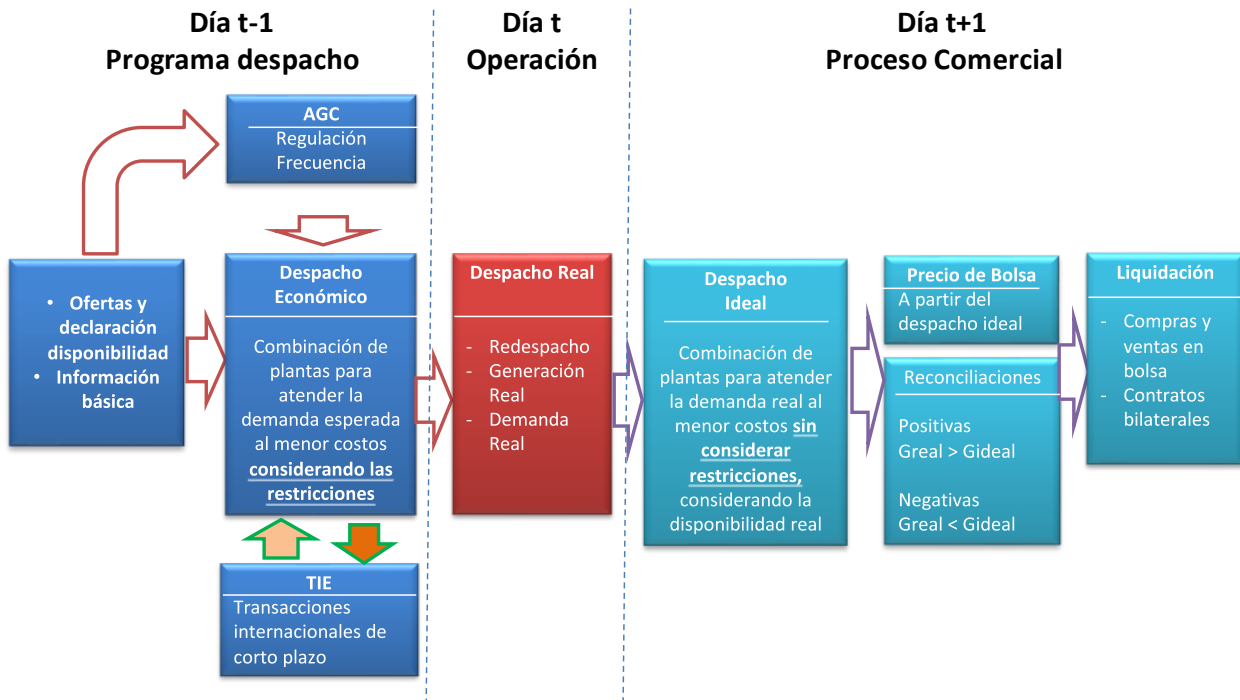 Día t-1
Programa despacho
Día t
Operación
Día t+1
Proceso Comercial
AGC
Regulación
Frecuencia
• Ofertas y
declaración
disponibilidad
• Información
básica
Despacho
Económico
Combinación de
plantas para
atender la
demanda esperada
al menor costos
considerando las
restricciones
TIE
Transacciones
internacionales de
corto plazo
Despacho Real
- Redespacho
- Generación
Real
- Demanda
Real
Despacho
Ideal
Combinación de
plantas para atender
la demanda real al
menor costos sin
considerar
restricciones,
considerando la
disponibilidad real
Precio de Bolsa
A partir del
despacho ideal
Reconciliaciones
Positivas
Greal > Gideal
Negativas
Greal < Gideal
Liquidación
- Compras y
ventas en
bolsa
- Contratos
bilaterales